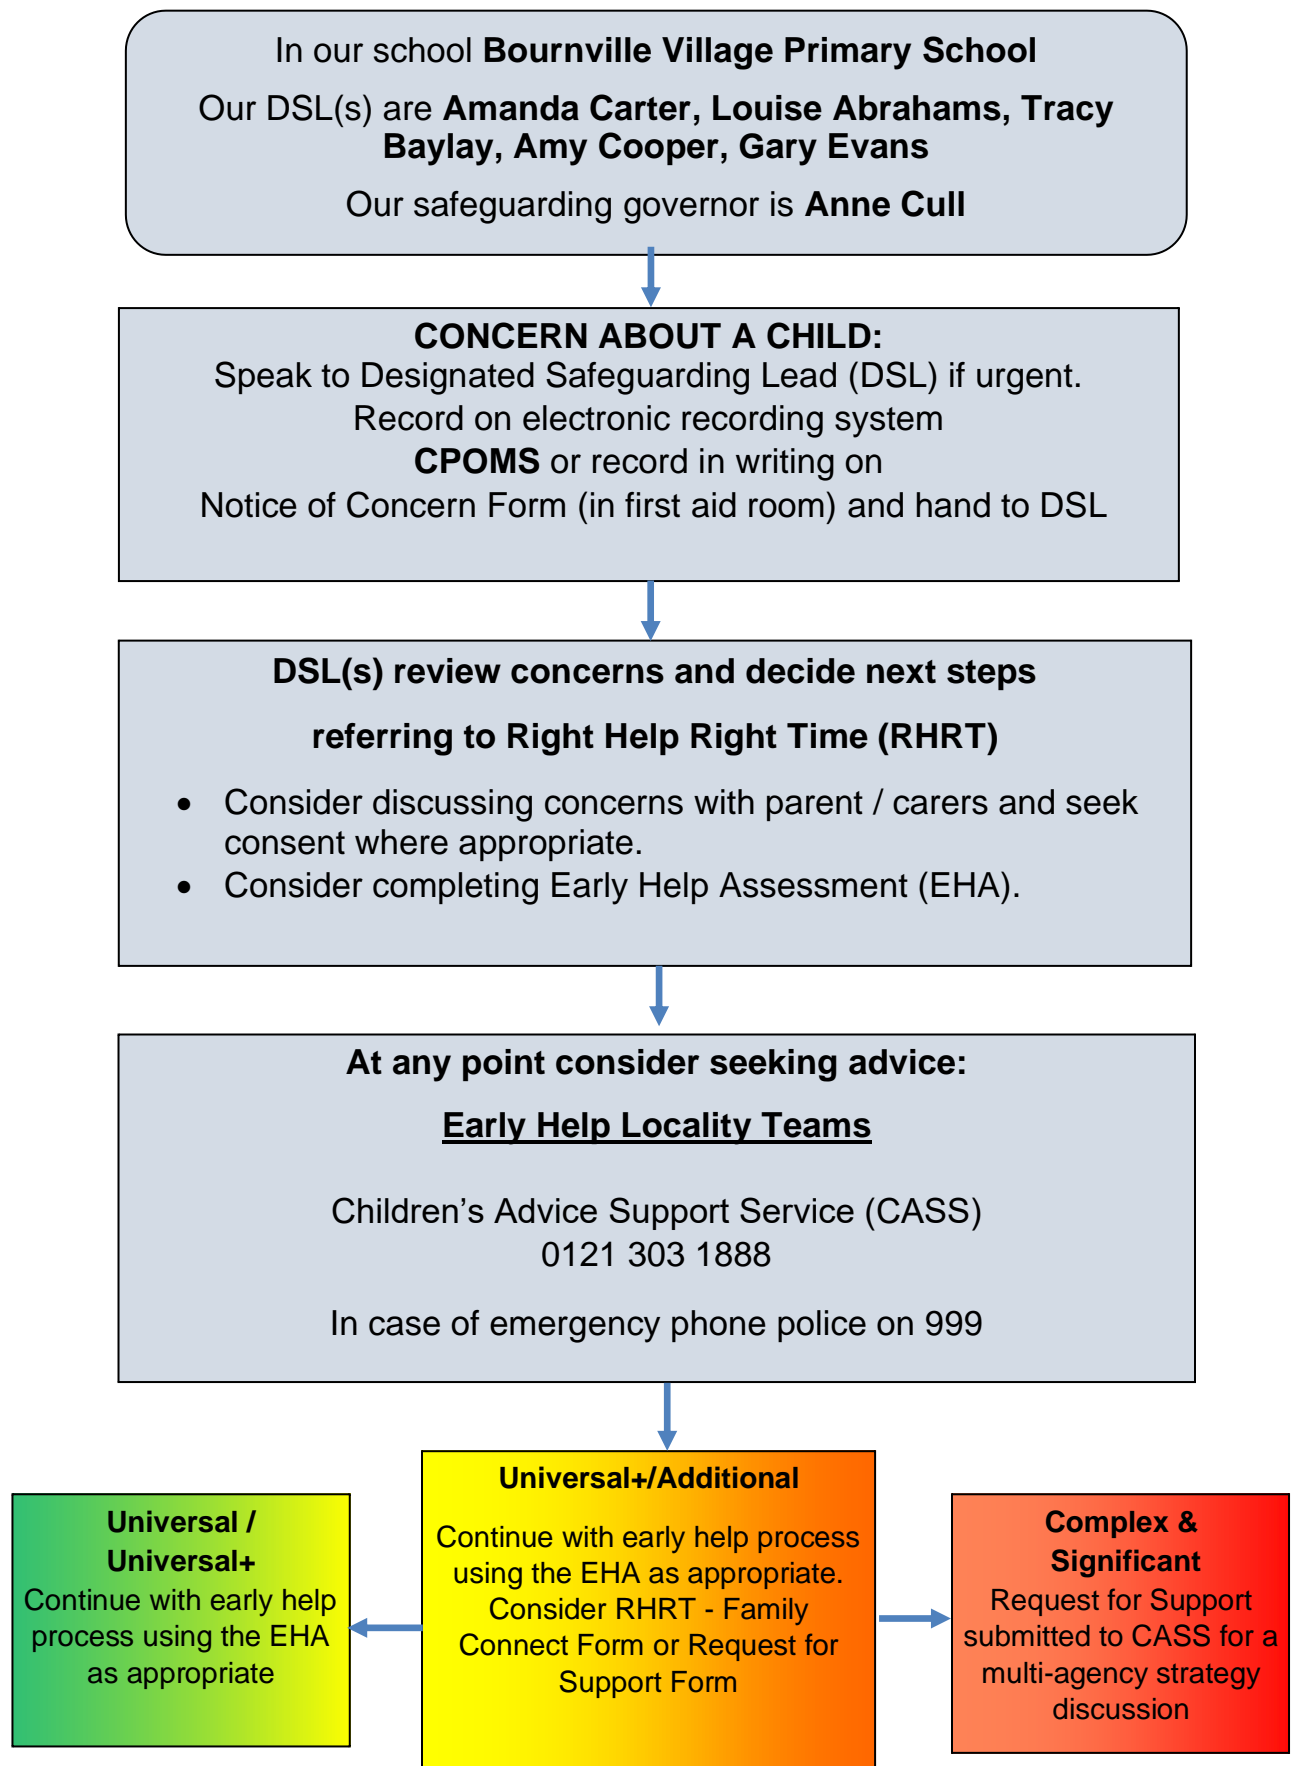 In our school Bournville Village Primary School
Our DSL(s) are Amanda Carter, Louise Abrahams, Tracy
Baylay, Amy Cooper, Gary Evans
Our safeguarding governor is Anne Cull
CONCERN ABOUT A CHILD:
Speak to Designated Safeguarding Lead (DSL) if urgent.
Record on electronic recording system
CPOMS or record in writing on
Notice of Concern Form (in first aid room) and hand to DSL
DSL(s) review concerns and decide next steps
referring to Right Help Right Time (RHRT)
• Consider discussing concerns with parent / carers and seek
consent where appropriate.
• Consider completing Early Help Assessment (EHA).
At any point consider seeking advice:
Early Help Locality Teams
Children’s Advice Support Service (CASS)
0121 303 1888
In case of emergency phone police on 999
Universal /
Universal+
Continue with early help
process using the EHA
as appropriate
Universal+/Additional
Continue with early help process
using the EHA as appropriate.
Consider RHRT - Family
Connect Form or Request for
Support Form
Complex &
Significant
Request for Support
submitted to CASS for a
multi-agency strategy
discussion